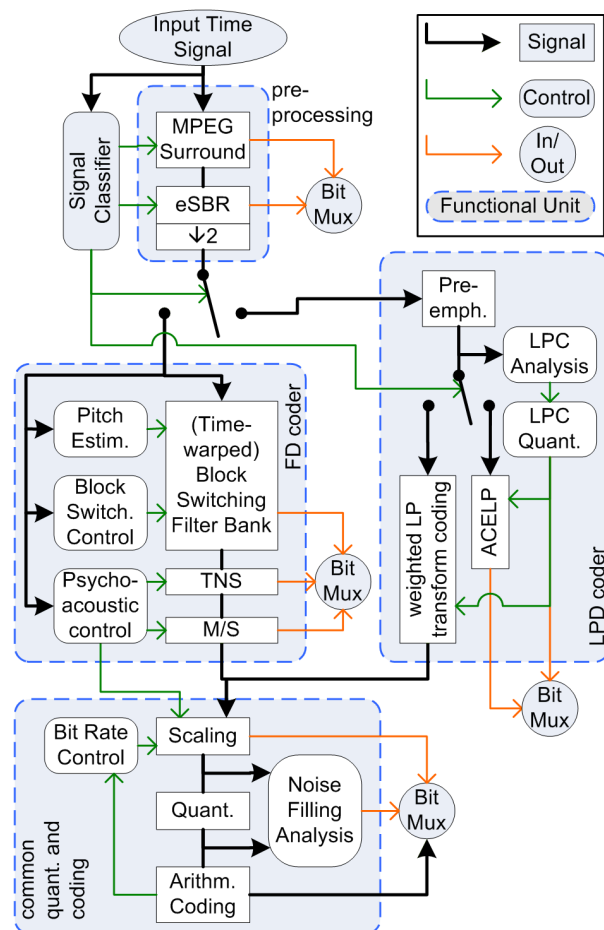 Input Time
Signal
pre-
processing
MPEG
Surround
eSBR
↓2
Signal
Classifier
Bit
Mux
Signal
Control
In/
Out
Functional Unit
Pre-
emph.
LPC
Analysis
LPC
Quant.
weighted LP
transform coding
ACELP
LPD coder
Bit
Mux
FD coder
Pitch
Estim.
(Time-
warped)
Block
Switching
Filter Bank
Block
Switch.
Control
Psycho-
acoustic
control
TNS
M/S
Bit
Mux
Bit Rate
Control
Scaling
Quant.
Noise
Filling
Analysis
Bit
Mux
Arithm.
Coding
common
quant. and
coding